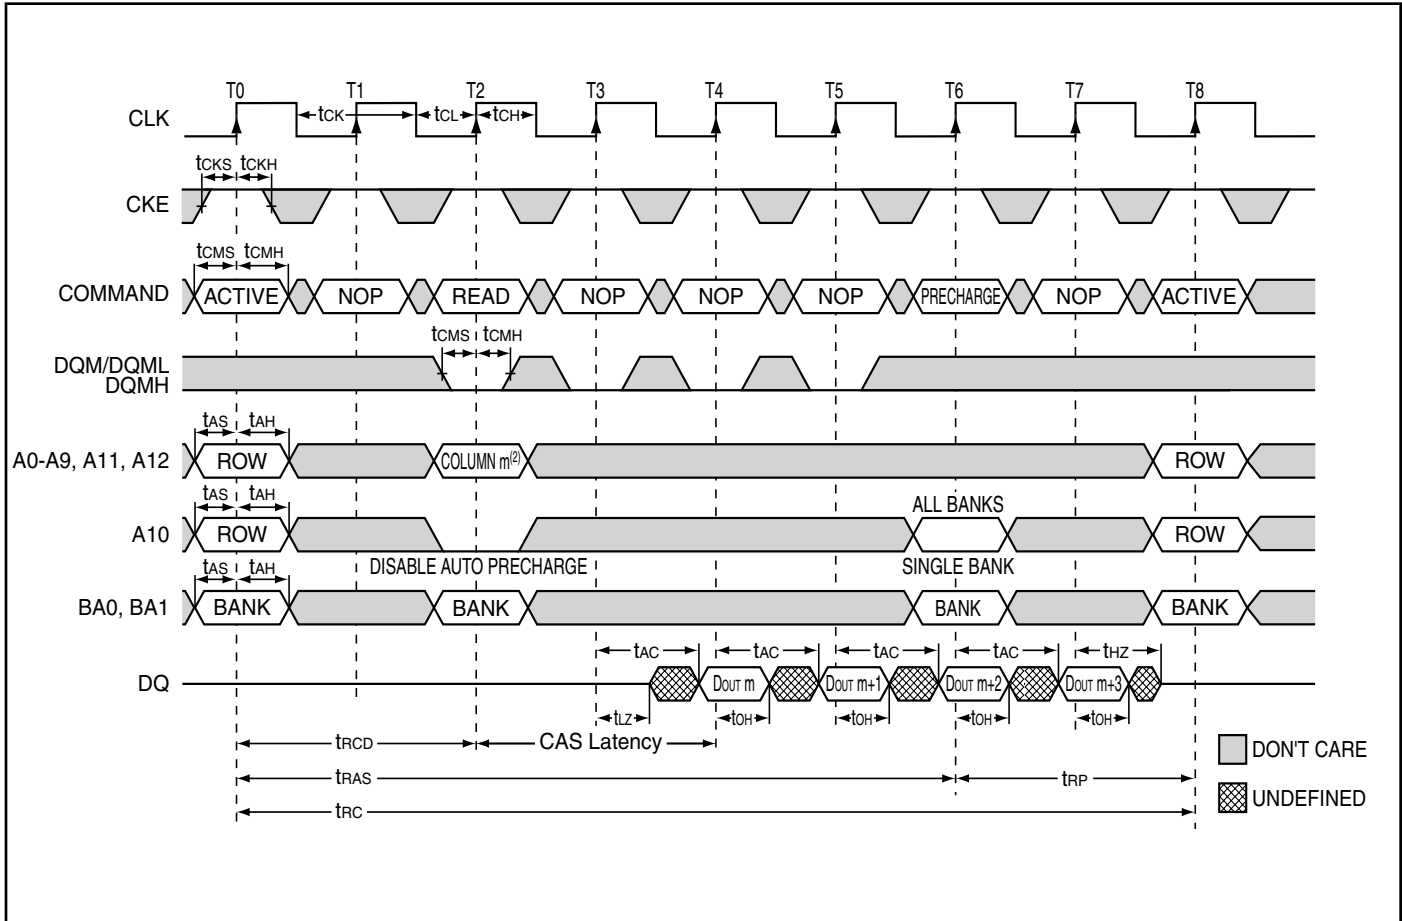 T0 T1 T2 T3 T4 T5 T6 T7 T8
CLK tCK tCL tCH
tCKS tCKH
CKE
tCMS tCMH
COMMAND ACTIVE NOP READ NOP NOP NOP PRECHARGE NOP ACTIVE
tCMS tCMH
DQM/DQML
DQMH
tAS tAH
A0-A9, A11, A12 ROW COLUMN m(2) ROW
tAS tAH ALL BANKS
A10 ROW ROW
tAS tAH DISABLE AUTO PRECHARGE SINGLE BANK
BA0, BA1 BANK BANK BANK BANK
tAC tAC tAC tAC tHZ
DQ DOUT m DOUT m+1 DOUT m+2 DOUT m+3
tLZ tOH tOH tOH tOH
tRCD CAS Latency
DON'T CARE
tRAS tRP
UNDEFINED
tRC